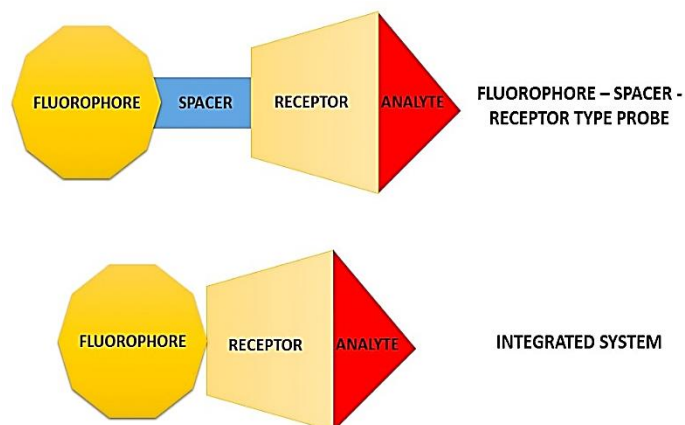 FLUOROPHORE
SPACER
RECEPTOR
ANALYTE
FLUOROPHORE – SPACER -
RECEPTOR TYPE PROBE
FLUOROPHORE
RECEPTOR
ANALYTE
INTEGRATED SYSTEM